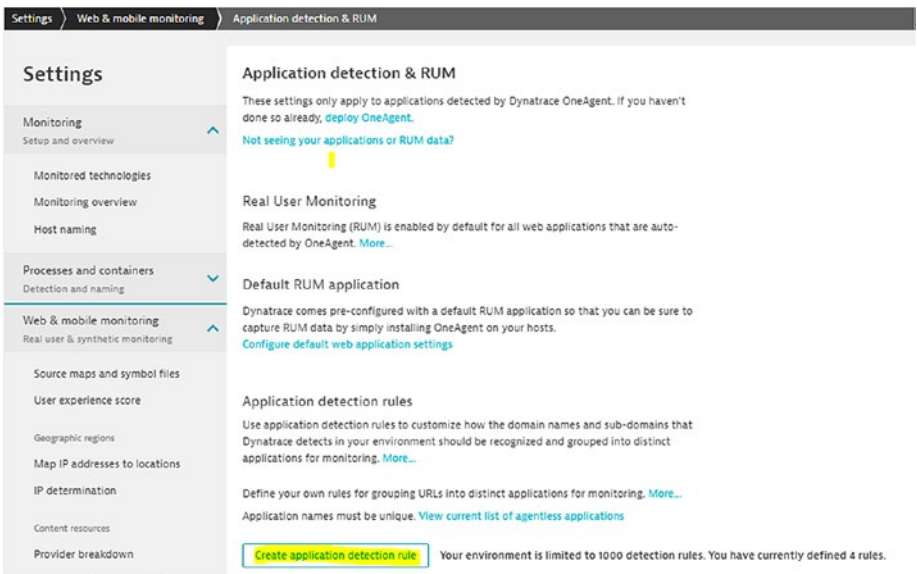 Settings Web & mobile monitoring Application detection & RUM
Settings
Monitoring
Setup and overview
Monitored technologies
Monitoring overview
Host naming
Processes and containers
Detection and naming
Web & mobile monitoring
Real user & synthetic monitoring
Source maps and symbol files
User experience score
Geographic regions
Map IP addresses to locations
IP determination
Content resources
Provider breakdown
Application detection & RUM
These settings only apply to applications detected by Dynatrace OneAgent. If you haven't
done so already, deploy OneAgent.
Not seeing your applications or RUM data?
Real User Monitoring
Real User Monitoring (RUM) is enabled by default for all web applications that are auto-
detected by OneAgent. More...
Default RUM application
Dynatrace comes pre-configured with a default RUM application so that you can be sure to
capture RUM data by simply installing OneAgent on your hosts.
Configure default web application settings
Application detection rules
Use application detection rules to customize how the domain names and sub-domains that
Dynatrace detects in your environment should be recognized and grouped into distinct
applications for monitoring. More...
Define your own rules for grouping URLs into distinct applications for monitoring. More...
Application names must be unique. View current list of agentless applications
Create application detection rule Your environment is limited to 1000 detection rules. You have currently defined 4 rules.